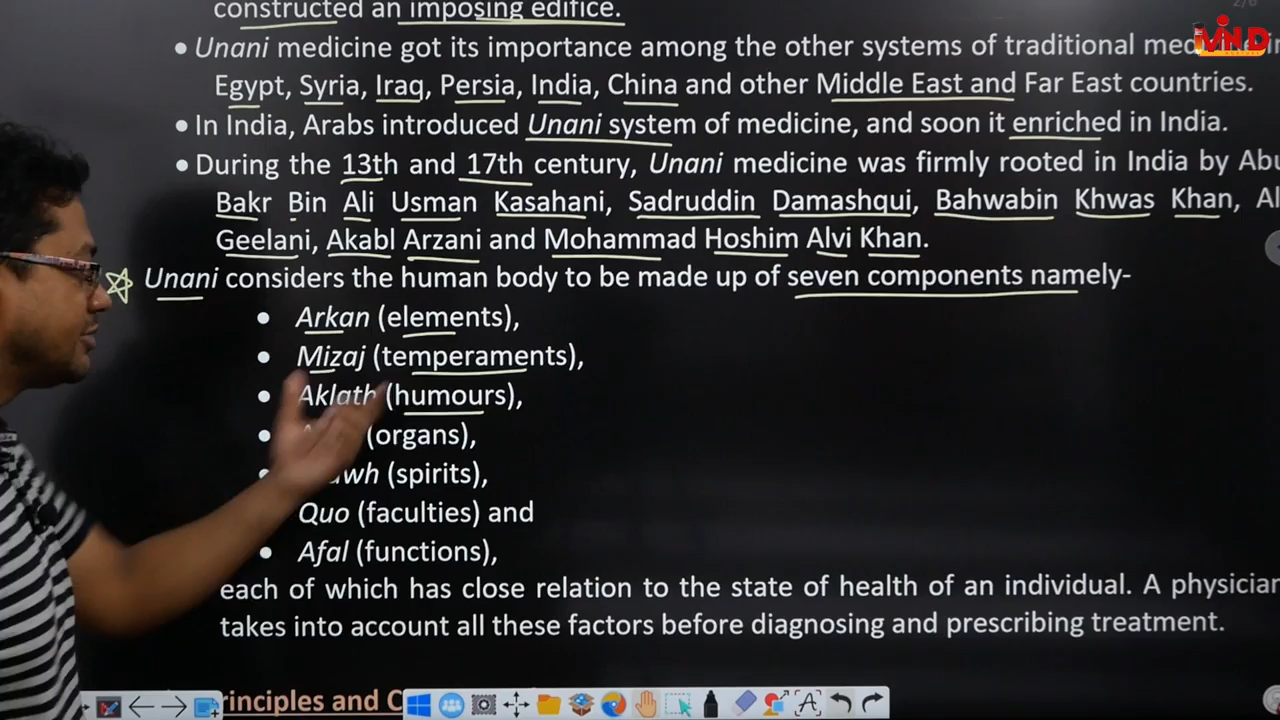 constructed an imposing edifice.
• Unani medicine got its importance among the other systems of traditional
Egypt, Syria, Iraq, Persia, India, China and other Middle East and Far East countries.
• In India, Arabs introduced Unani system of medicine, and soon it enriched in India.
• During the 13th and 17th century, Unani medicine was firmly rooted in India by Abu
Bakr Bin Ali Usman Kasahani, Sadruddin Damashqui, Bahwabin Khwas Khan,
Geelani, Akabl Arzani and Mohammad Hoshim Alvi Khan.
Unani considers the human body to be made up of seven components namely-
• Arkan (elements),
• Mizaj (temperaments),
• Aklath (humours),
• (organs),
(spirits),
Quo (faculties) and
• Afal (functions),
each of which has close relation to the state of health of an individual. A physician
takes into account all these factors before diagnosing and prescribing treatment.
and